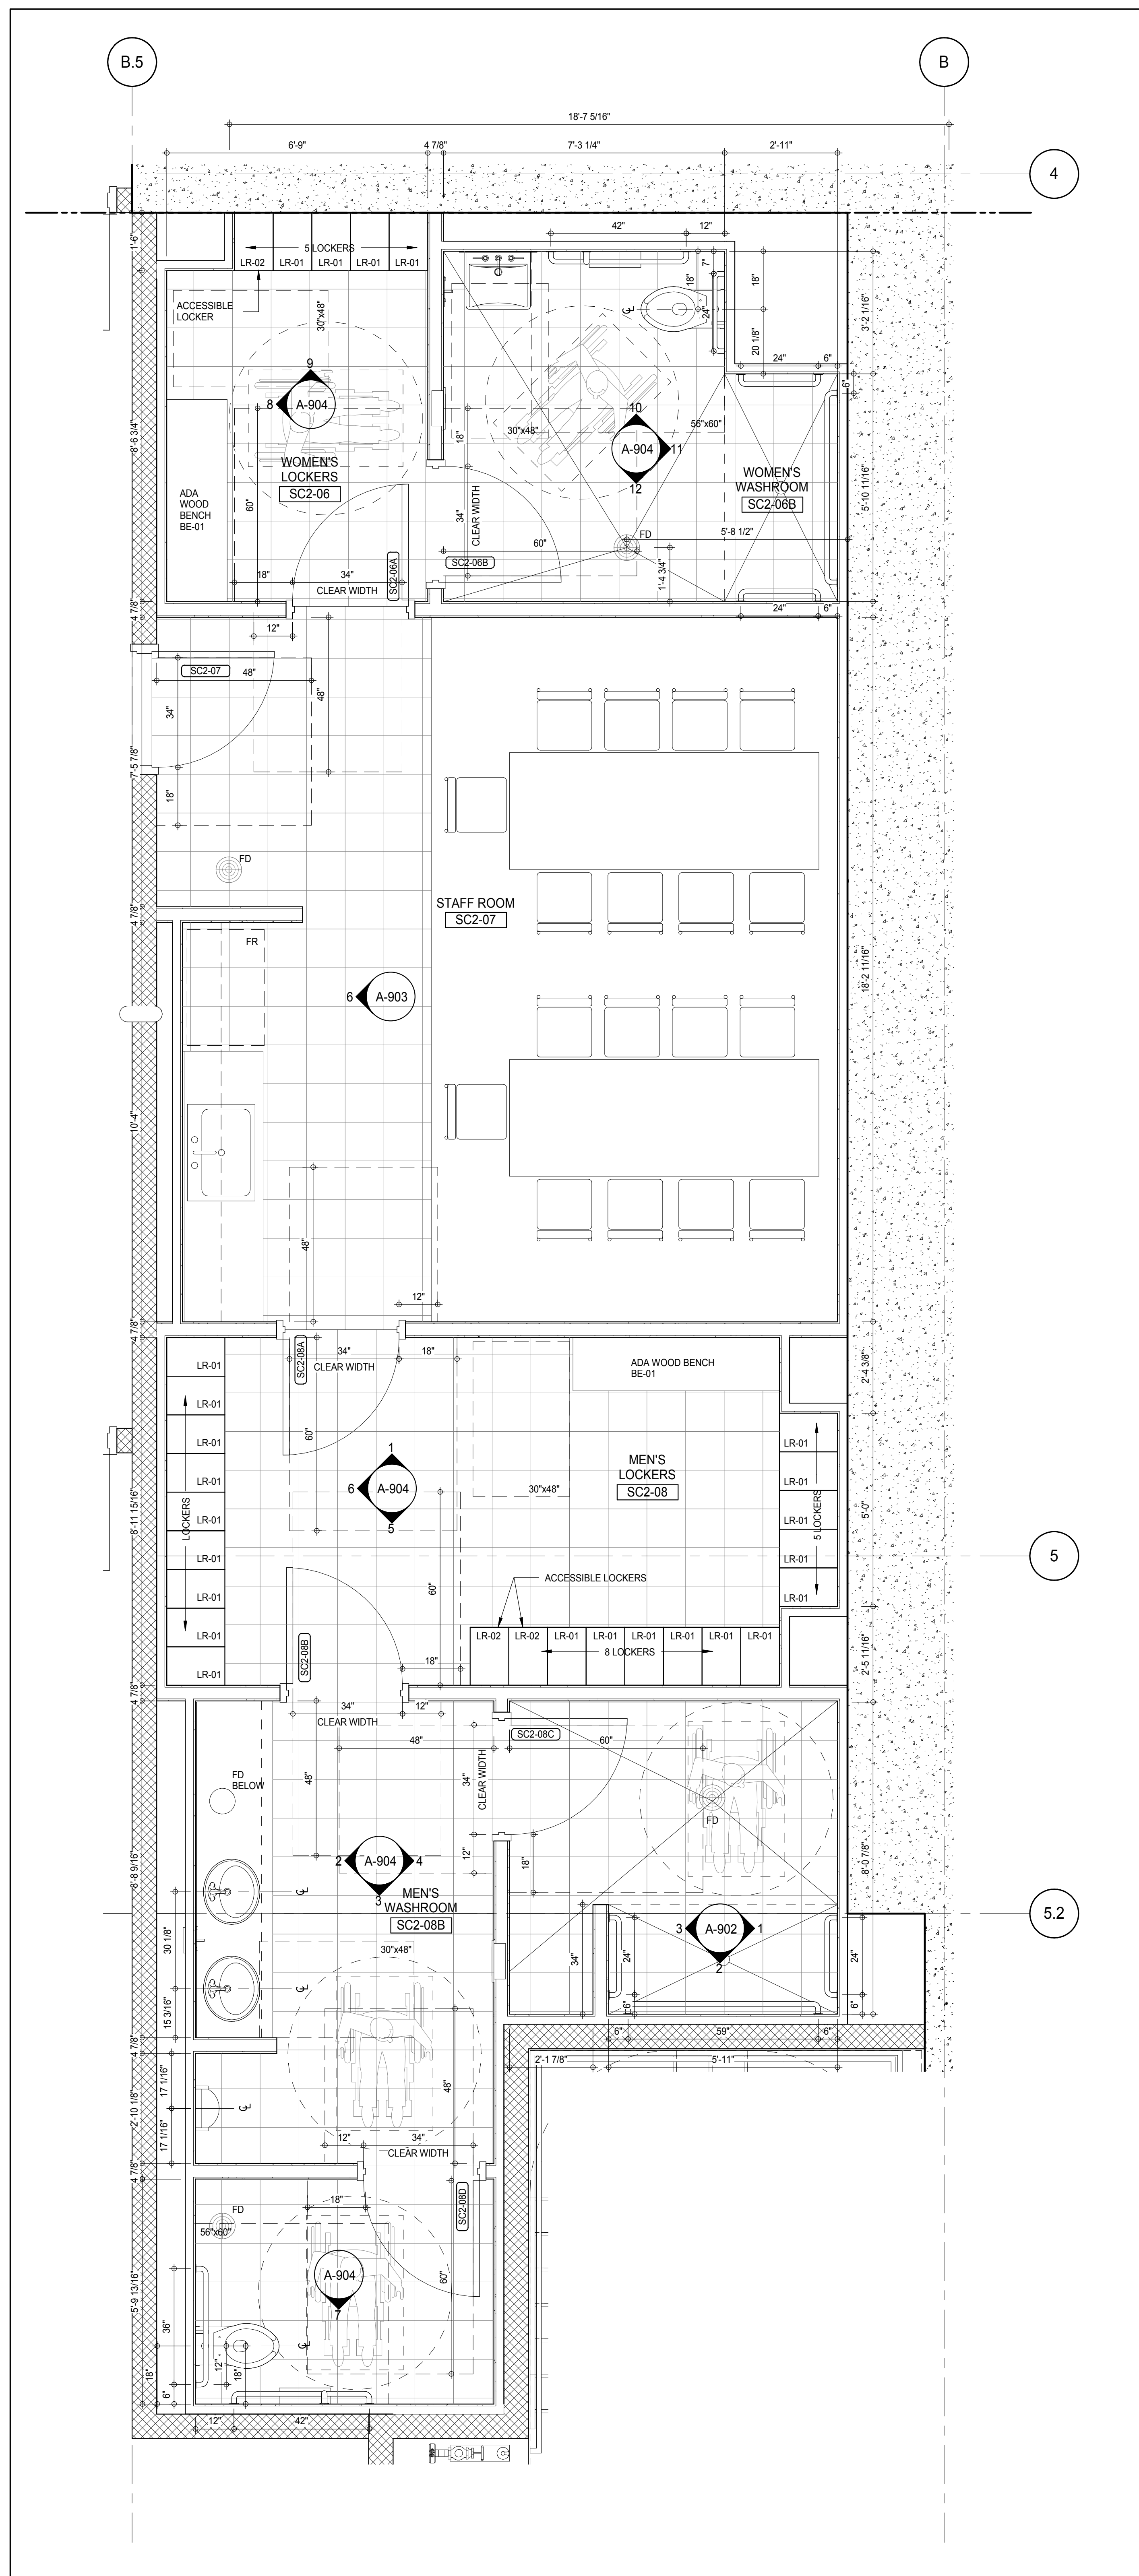 B.5
B
18'-7 5/16"
6'-9"
4 7/8"
7'-3 1/4"
2'-11"
4
1'-6"
5 LOCKERS
LR-02
LR-01
LR-01
LR-01
LR-01
42"
12"
ACCESSIBLE
LOCKER
30"x48"
18"
7"
24"
18"
20 1/8"
3'-2 1/16"
24"
6"
6"
9
8
A-904
8'-6 3/4"
WOMEN'S
LOCKERS
SC2-06
ADA
WOOD
BENCH
BE-01
60"
18"
34"
CLEAR WIDTH
SC2-06A
18"
30"x48"
34"
CLEAR WIDTH
60"
SC2-06B
10
A-904
11
12
56"x60"
WOMEN'S
WASHROOM
SC2-06B
FD
5'-8 1/2"
1'-4 3/4"
5'-10 11/16"
24"
6"
4 7/8"
12"
SC2-07
48"
48"
34"
7'-5 7/8"
18"
FD
4 7/8"
STAFF ROOM
SC2-07
FR
6
A-903
18'-2 11/16"
10'-4"
48"
12"
4 7/8"
SC2-08A
34"
18"
CLEAR WIDTH
LR-01
LR-01
LR-01
LR-01
LR-01
LR-01
LR-01
LR-01
LR-01
LOCKERS
8'-11 15/16"
60"
ADA WOOD BENCH
BE-01
2'-4 3/8"
1
6
A-904
5
30"x48"
MEN'S
LOCKERS
SC2-08
LR-01
LR-01
LR-01
LR-01
LR-01
5 LOCKERS
5'-0"
5
60"
ACCESSIBLE LOCKERS
LR-02
LR-02
LR-01
LR-01
LR-01
LR-01
LR-01
LR-01
8 LOCKERS
2'-5 11/16"
SC2-08B
18"
4 7/8"
34"
12"
CLEAR WIDTH
48"
48"
SC2-08C
60"
34"
CLEAR WIDTH
12"
18"
FD
BELOW
FD
8'-8 9/16"
8'-0 7/8"
2
A-904
4
3
MEN'S
WASHROOM
SC2-08B
3
A-902
1
2
5.2
30 1/8"
15 3/16"
30"x48"
34"
24"
6"
24"
6"
6"
59"
6"
2'-1 7/8"
5'-11"
4 7/8"
17 1/16"
2'-10 1/8"
17 1/16"
48"
12"
34"
CLEAR WIDTH
4 7/8"
SC2-08D
18"
FD
56"x60"
60"
A-904
7
5'-9 13/16"
36"
12"
18"
18"
6"
12"
42"